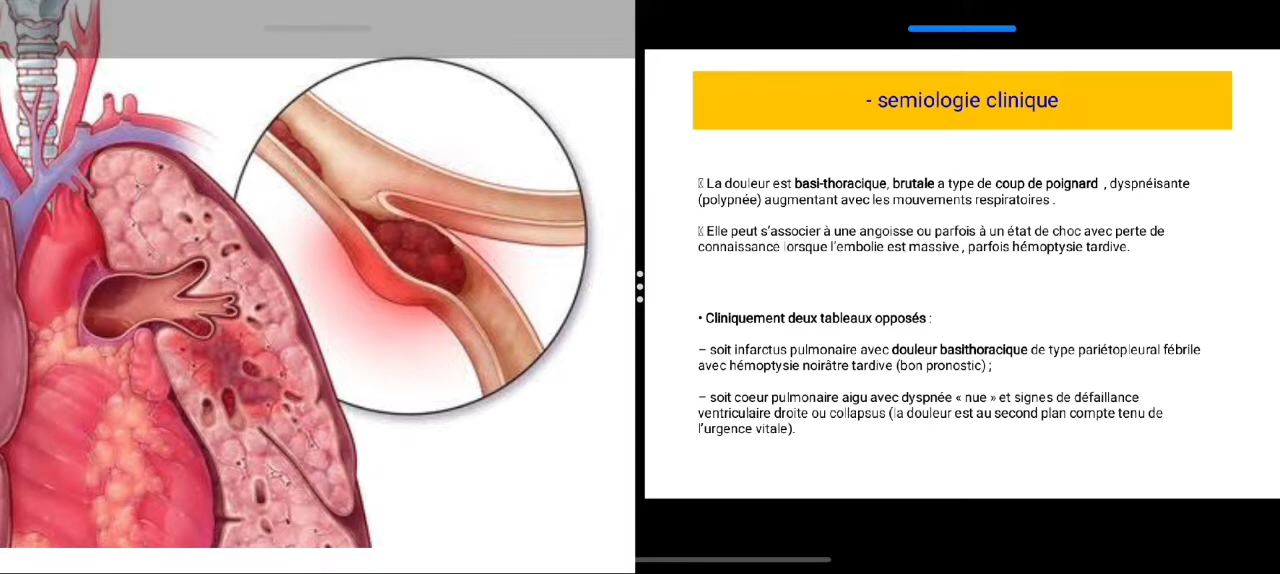 - semiologie clinique
La douleur est basi-thoracique, brutale a type de coup de poignard , dyspnéisante
(polypnée) augmentant avec les mouvements respiratoires .
Elle peut s’associer à une angoisse ou parfois à un état de choc avec perte de
connaissance lorsque l’embolie est massive , parfois hémoptysie tardive.
• Cliniquement deux tableaux opposés :
– soit infarctus pulmonaire avec douleur basithoracique de type pariétopleural fébrile
avec hémoptysie noirâtre tardive (bon pronostic) ;
– soit coeur pulmonaire aigu avec dyspnée « nue » et signes de défaillance
ventriculaire droite ou collapsus (la douleur est au second plan compte tenu de
l’urgence vitale).